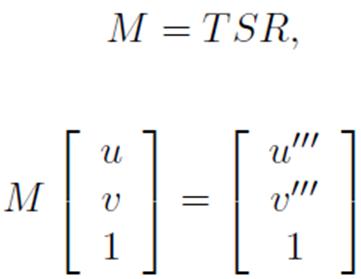 M = TSR,
M [ u v 1 ] = [ u''' v''' 1 ]